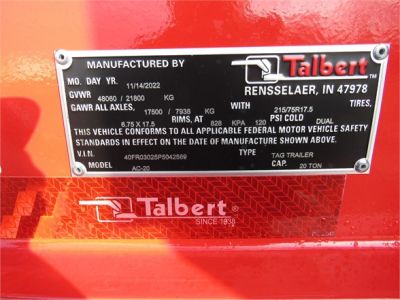 MANUFACTURED BY Talbert™
MO. DAY YR. 11/14/2022 RENSSELAER, IN 47978
GVWR 48060 / 21800 KG
GAWR ALL AXLES, 17500 / 7938 KG WITH 215/75R17.5 TIRES,
6.75 X 17.5 RIMS, AT 828 KPA 120 PSI COLD DUAL
THIS VEHICLE CONFORMS TO ALL APPLICABLE FEDERAL MOTOR VEHICLE SAFETY
STANDARDS IN EFFECT ON THE DATE OF MANUFACTURE SHOWN ABOVE.
V.I.N. 40FR03025P5042569 TYPE TAG TRAILER
MODEL AC-20 CAP. 20 TON
Talbert
SINCE 1938